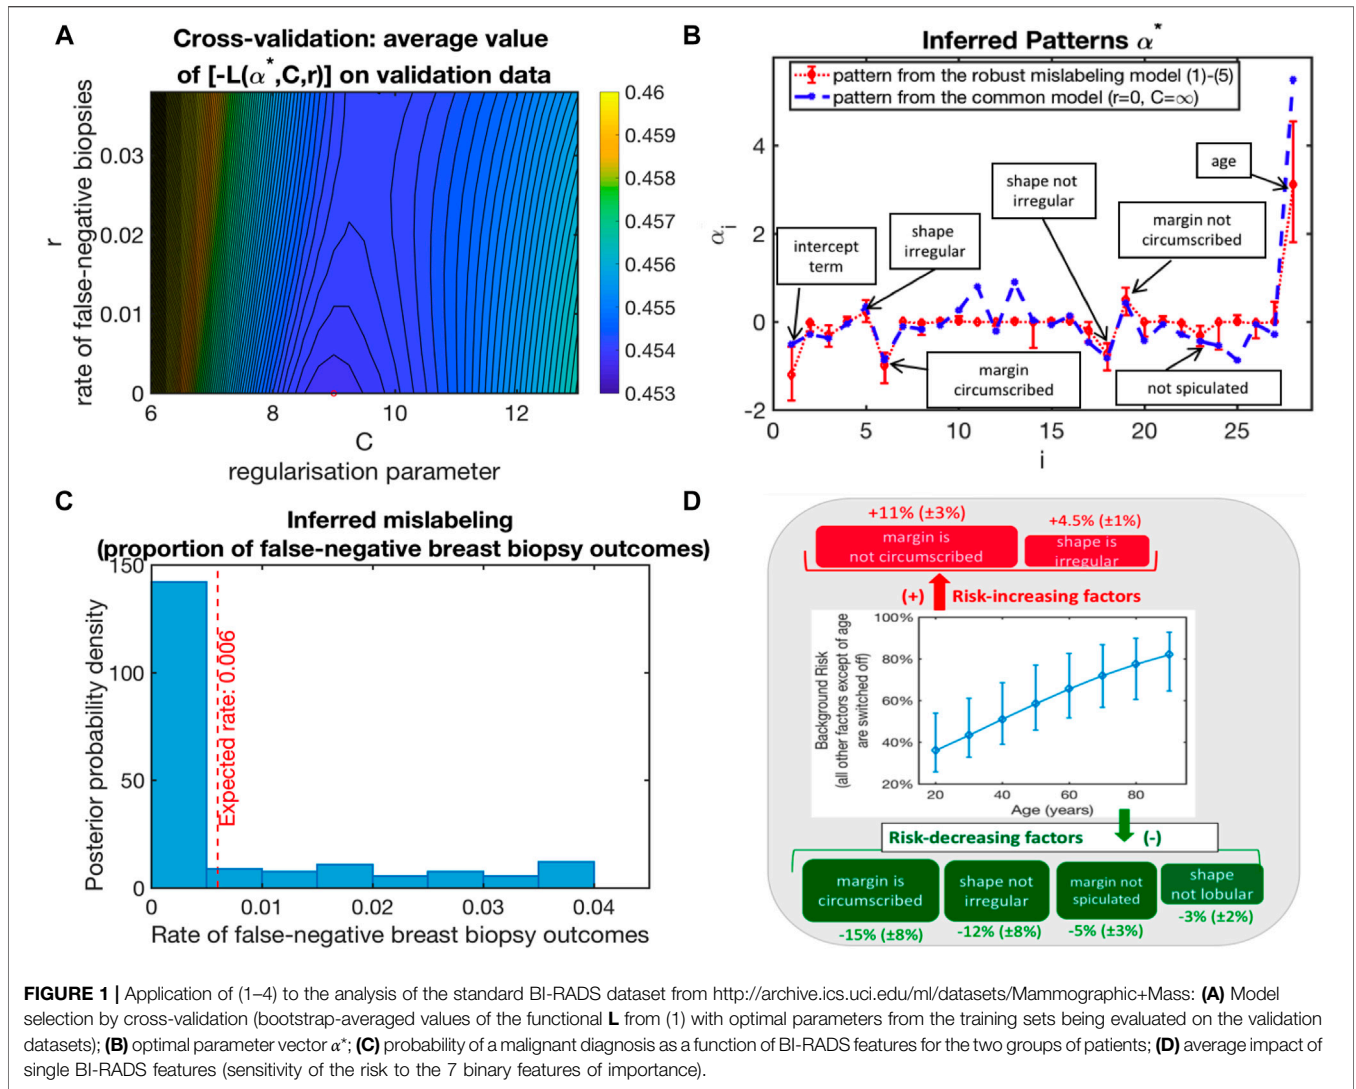 A
Cross-validation: average value
of [-L(α*,C,r)] on validation data
r
rate of false-negative biopsies
0.03
0.02
0.01
0
6
8
10
12
C
regularisation parameter
0.46
0.459
0.458
0.457
0.456
0.455
0.454
0.453
B
Inferred Patterns α*
pattern from the robust mislabeling model (1)-(5)
pattern from the common model (r=0, C=∞)
αi
4
2
0
-2
0
5
10
15
20
25
i
intercept
term
shape
irregular
margin
circumscribed
shape not
irregular
margin not
circumscribed
not spiculated
age
C
Inferred mislabeling
(proportion of false-negative breast biopsy outcomes)
Posterior probability density
150
100
50
0
Expected rate: 0.006
0
0.01
0.02
0.03
0.04
Rate of false-negative breast biopsy outcomes
D
+11% (±3%)
margin is
not circumscribed
+4.5% (±1%)
shape is
irregular
(+) Risk-increasing factors
Background Risk
(all other factors except of age
are switched off)
100%
80%
60%
40%
20%
20
40
60
80
Age (years)
Risk-decreasing factors (-)
margin is
circumscribed
-15% (±8%)
shape not
irregular
-12% (±8%)
margin not
spiculated
-5% (±3%)
shape
not lobular
-3% (±2%)
FIGURE 1 | Application of (1–4) to the analysis of the standard BI-RADS dataset from http://archive.ics.uci.edu/ml/datasets/Mammographic+Mass: (A) Model
selection by cross-validation (bootstrap-averaged values of the functional L from (1) with optimal parameters from the training sets being evaluated on the validation
datasets); (B) optimal parameter vector α*; (C) probability of a malignant diagnosis as a function of BI-RADS features for the two groups of patients; (D) average impact of
single BI-RADS features (sensitivity of the risk to the 7 binary features of importance).